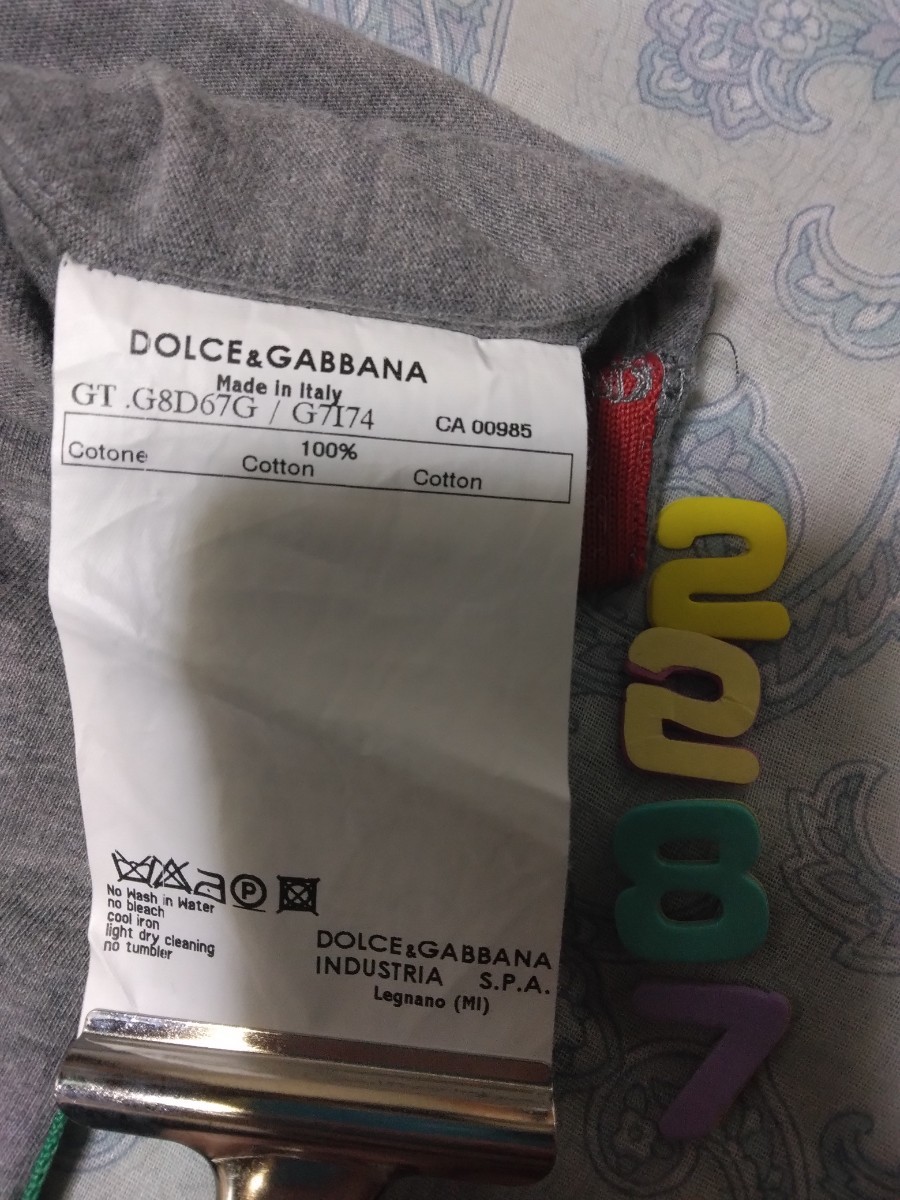 DOLCE&GABBANA
Made in Italy
GT .G8D67G / G7I74
CA 00985
100%
Cotone Cotton Cotton
No Wash in Water
no bleach
cool iron
light dry cleaning
no tumbler
P
DOLCE&GABBANA
INDUSTRIA S.P.A.
Legnano (MI)
2
2
8
7